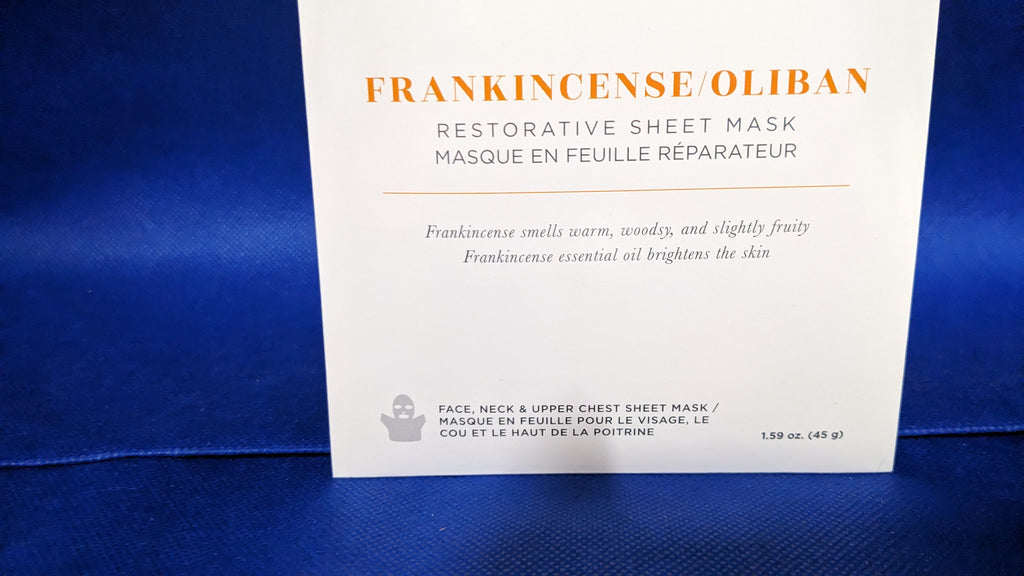 FRANKINCENSE/OLIBAN
RESTORATIVE SHEET MASK
MASQUE EN FEUILLE RÉPARATEUR
Frankincense smells warm, woodsy, and slightly fruity
Frankincense essential oil brightens the skin
FACE, NECK & UPPER CHEST SHEET MASK /
MASQUE EN FEUILLE POUR LE VISAGE, LE
COU ET LE HAUT DE LA POITRINE
1.59 oz. (45 g)